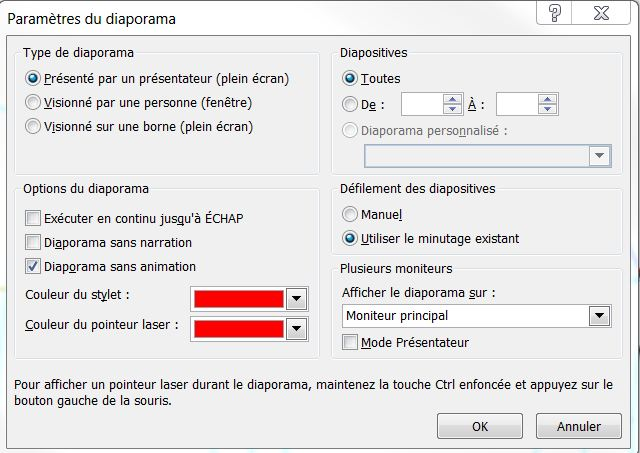 Paramètres du diaporama
Type de diaporama
Présenté par un présentateur (plein écran)
Visionné par une personne (fenêtre)
Visionné sur une borne (plein écran)
Diapositives
Toutes
De : À :
Diaporama personnalisé :
Options du diaporama
Exécuter en continu jusqu'à ÉCHAP
Diaporama sans narration
Diaporama sans animation
Couleur du stylet :
Couleur du pointeur laser :
Défilement des diapositives
Manuel
Utiliser le minutage existant
Plusieurs moniteurs
Afficher le diaporama sur :
Moniteur principal
Mode Présentateur
Pour afficher un pointeur laser durant le diaporama, maintenez la touche Ctrl enfoncée et appuyez sur le
bouton gauche de la souris.
OK Annuler